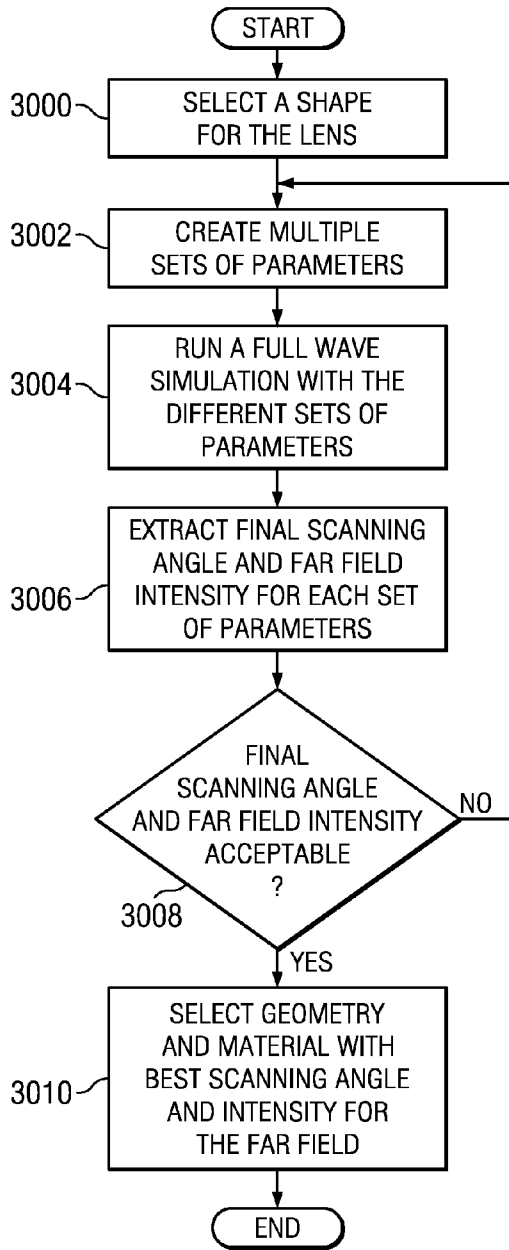 START
3000
SELECT A SHAPE
FOR THE LENS
3002
CREATE MULTIPLE
SETS OF PARAMETERS
3004
RUN A FULL WAVE
SIMULATION WITH THE
DIFFERENT SETS OF
PARAMETERS
3006
EXTRACT FINAL SCANNING
ANGLE AND FAR FIELD
INTENSITY FOR EACH SET
OF PARAMETERS
FINAL
SCANNING ANGLE
AND FAR FIELD INTENSITY
ACCEPTABLE
?
NO
3008
YES
3010
SELECT GEOMETRY
AND MATERIAL WITH
BEST SCANNING ANGLE
AND INTENSITY FOR
THE FAR FIELD
END